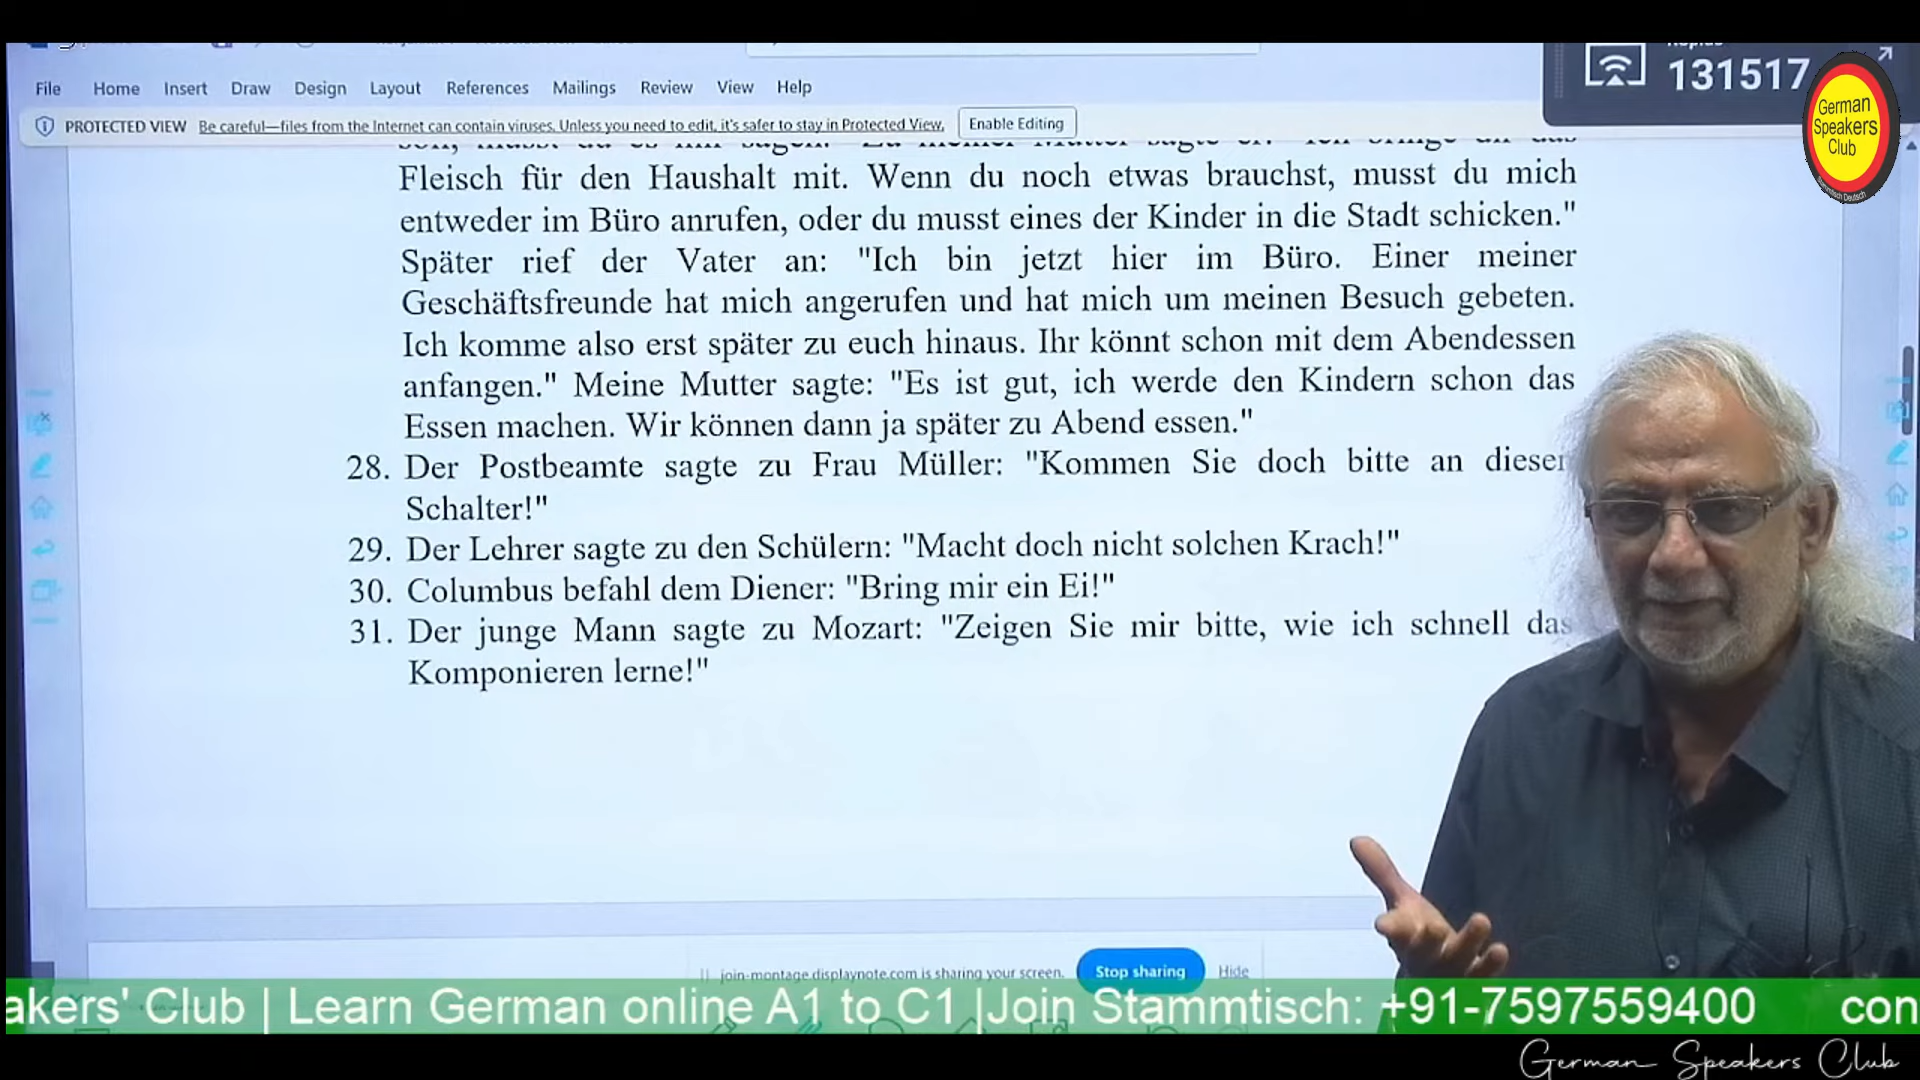 131517
File Home Insert Draw Design Layout References Mailings Review View Help
German
Speakers
Club
PROTECTED VIEW Be careful—files from the Internet can contain viruses. Unless you need to edit, it's safer to stay in Protected View. Enable Editing
Fleisch für den Haushalt mit. Wenn du noch etwas brauchst, musst du mich
entweder im Büro anrufen, oder du musst eines der Kinder in die Stadt schicken."
Später rief der Vater an: "Ich bin jetzt hier im Büro. Einer meiner
Geschäftsfreunde hat mich angerufen und hat mich um meinen Besuch gebeten.
Ich komme also erst später zu euch hinaus. Ihr könnt schon mit dem Abendessen
anfangen." Meine Mutter sagte: "Es ist gut, ich werde den Kindern schon das
Essen machen. Wir können dann ja später zu Abend essen."
28. Der Postbeamte sagte zu Frau Müller: "Kommen Sie doch bitte an diesen
Schalter!"
29. Der Lehrer sagte zu den Schülern: "Macht doch nicht solchen Krach!"
30. Columbus befahl dem Diener: "Bring mir ein Ei!"
31. Der junge Mann sagte zu Mozart: "Zeigen Sie mir bitte, wie ich schnell das
Komponieren lerne!"
join-montage.displaynote.com is sharing your screen. Stop sharing Hide
akers' Club | Learn German online A1 to C1 |Join Stammtisch: +91-7597559400 con
German Speakers Club